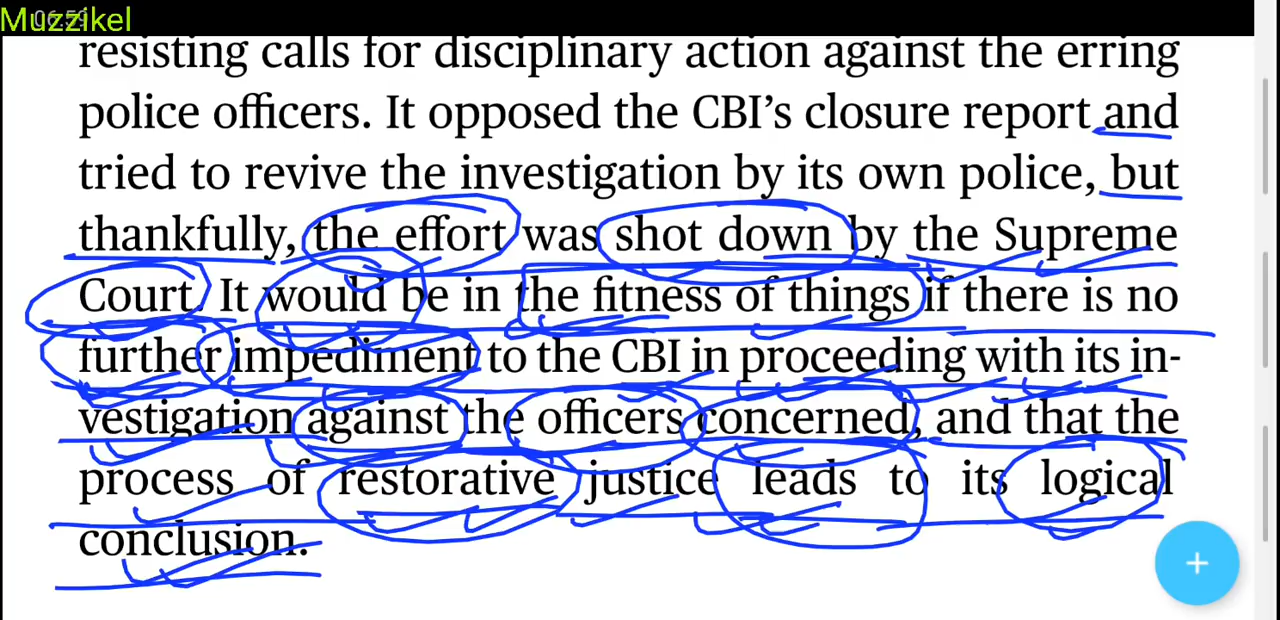 Muzzikel
resisting calls for disciplinary action against the erring
police officers. It opposed the CBI’s closure report and
tried to revive the investigation by its own police, but
thankfully, the effort was shot down by the Supreme
Court. It would be in the fitness of things if there is no
further impediment to the CBI in proceeding with its in-
vestigation against the officers concerned, and that the
process of restorative justice leads to its logical
conclusion.